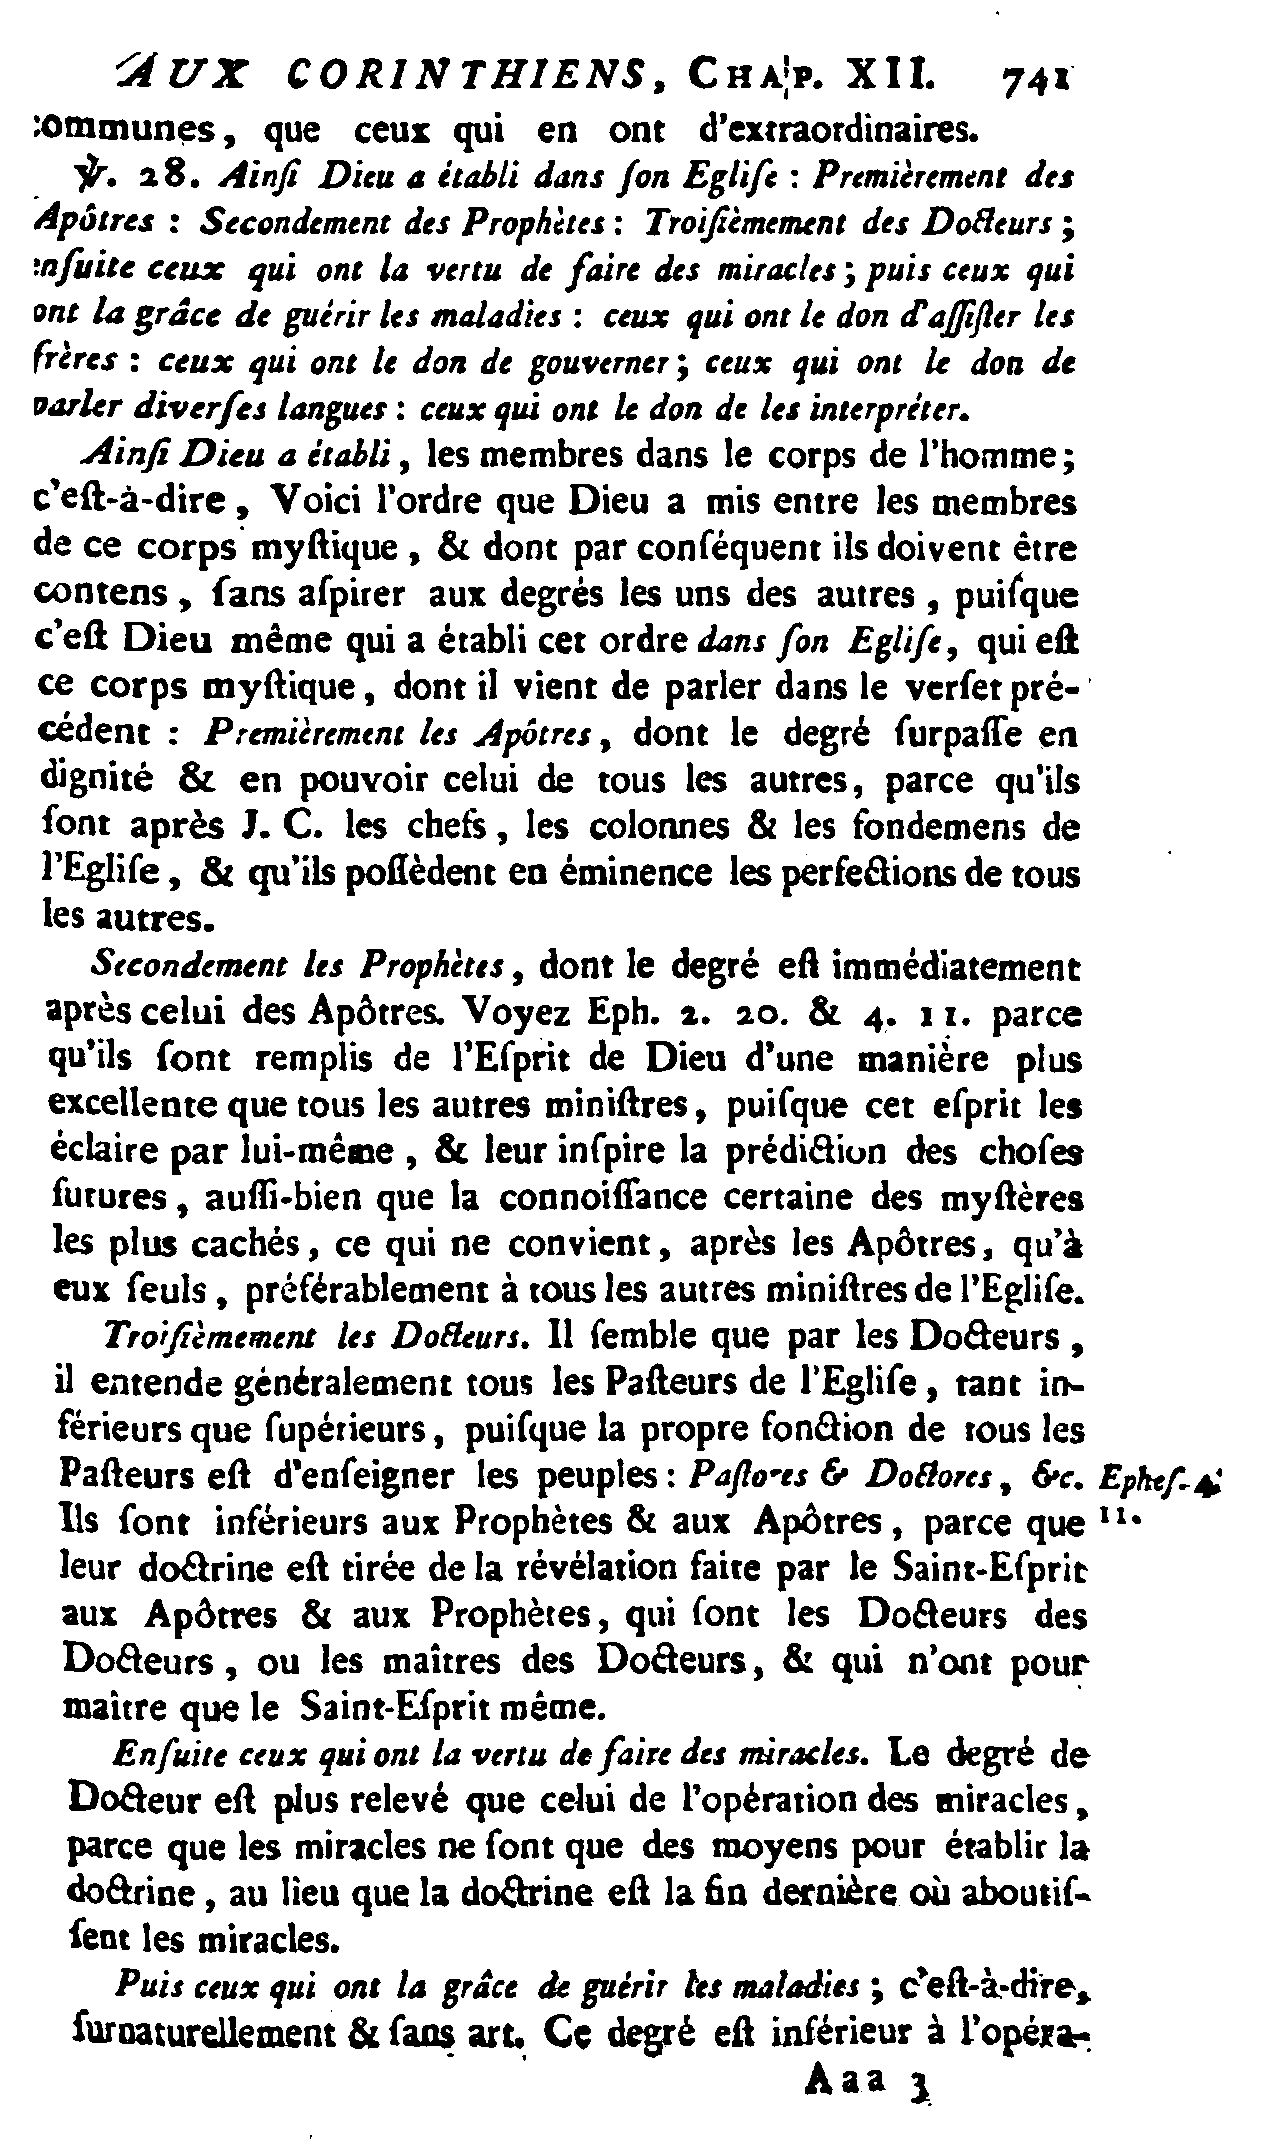 AUX CORINTHIENS, CHAP. XII. 741
communes, que ceux qui en ont d'extraordinaires.
℣. 28. Ainſi Dieu a établi dans ſon Egliſe : Premièrement des
Apôtres : Secondement des Prophètes : Troiſièmement des Docteurs ;
enſuite ceux qui ont la vertu de faire des miracles ; puis ceux qui
ont la grâce de guérir les maladies : ceux qui ont le don d'aſſiſter les
frères : ceux qui ont le don de gouverner ; ceux qui ont le don de
parler diverſes langues : ceux qui ont le don de les interpréter.
Ainſi Dieu a établi, les membres dans le corps de l'homme ;
c'eſt-à-dire, Voici l'ordre que Dieu a mis entre les membres
de ce corps myſtique, & dont par conſéquent ils doivent être
contens, ſans aſpirer aux degrés les uns des autres, puiſque
c'eſt Dieu même qui a établi cet ordre dans ſon Egliſe, qui eſt
ce corps myſtique, dont il vient de parler dans le verſet pré-
cédent : Premièrement les Apôtres, dont le degré ſurpaſſe en
dignité & en pouvoir celui de tous les autres, parce qu'ils
ſont après J. C. les chefs, les colonnes & les fondemens de
l'Egliſe, & qu'ils poſſèdent en éminence les perfections de tous
les autres.
Secondement les Prophètes, dont le degré eſt immédiatement
après celui des Apôtres. Voyez Eph. 2. 20. & 4. 11. parce
qu'ils ſont remplis de l'Eſprit de Dieu d'une manière plus
excellente que tous les autres miniſtres, puiſque cet eſprit les
éclaire par lui-même, & leur inſpire la prédiction des choſes
futures, auſſi-bien que la connoiſſance certaine des myſtères
les plus cachés, ce qui ne convient, après les Apôtres, qu'à
eux ſeuls, préférablement à tous les autres miniſtres de l'Egliſe.
Troiſièmement les Docteurs. Il ſemble que par les Docteurs,
il entende généralement tous les Paſteurs de l'Egliſe, tant in-
férieurs que ſupérieurs, puiſque la propre fonction de tous les
Paſteurs eſt d'enſeigner les peuples : Paſtores & Doctores, &c. Epheſ. 4.
Ils ſont inférieurs aux Prophètes & aux Apôtres, parce que 11.
leur doctrine eſt tirée de la révélation faite par le Saint-Eſprit
aux Apôtres & aux Prophètes, qui ſont les Docteurs des
Docteurs, ou les maîtres des Docteurs, & qui n'ont pour
maître que le Saint-Eſprit même.
Enſuite ceux qui ont la vertu de faire des miracles. Le degré de
Docteur eſt plus relevé que celui de l'opération des miracles,
parce que les miracles ne ſont que des moyens pour établir la
doctrine, au lieu que la doctrine eſt la fin dernière où aboutiſ-
ſent les miracles.
Puis ceux qui ont la grâce de guérir les maladies ; c'eſt-à-dire,
ſurnaturellement & ſans art. Ce degré eſt inférieur à l'opéra-
Aaa 3